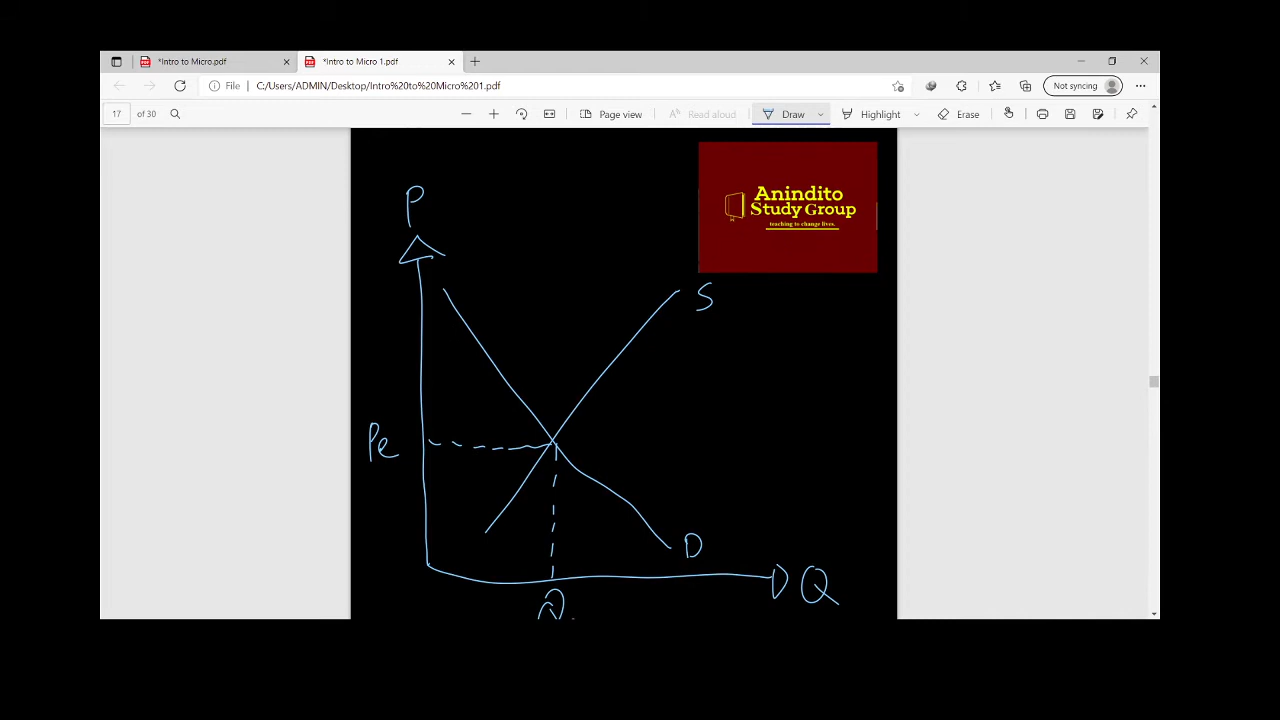 *Intro to Micro.pdf
*Intro to Micro 1.pdf
File
C:/Users/ADMIN/Desktop/Intro%20to%20Micro%201.pdf
Not syncing
17 of 30
Page view
Read aloud
Draw
Highlight
Erase
Anindito
Study Group
teaching to change lives.
P
S
Pe
D
Q